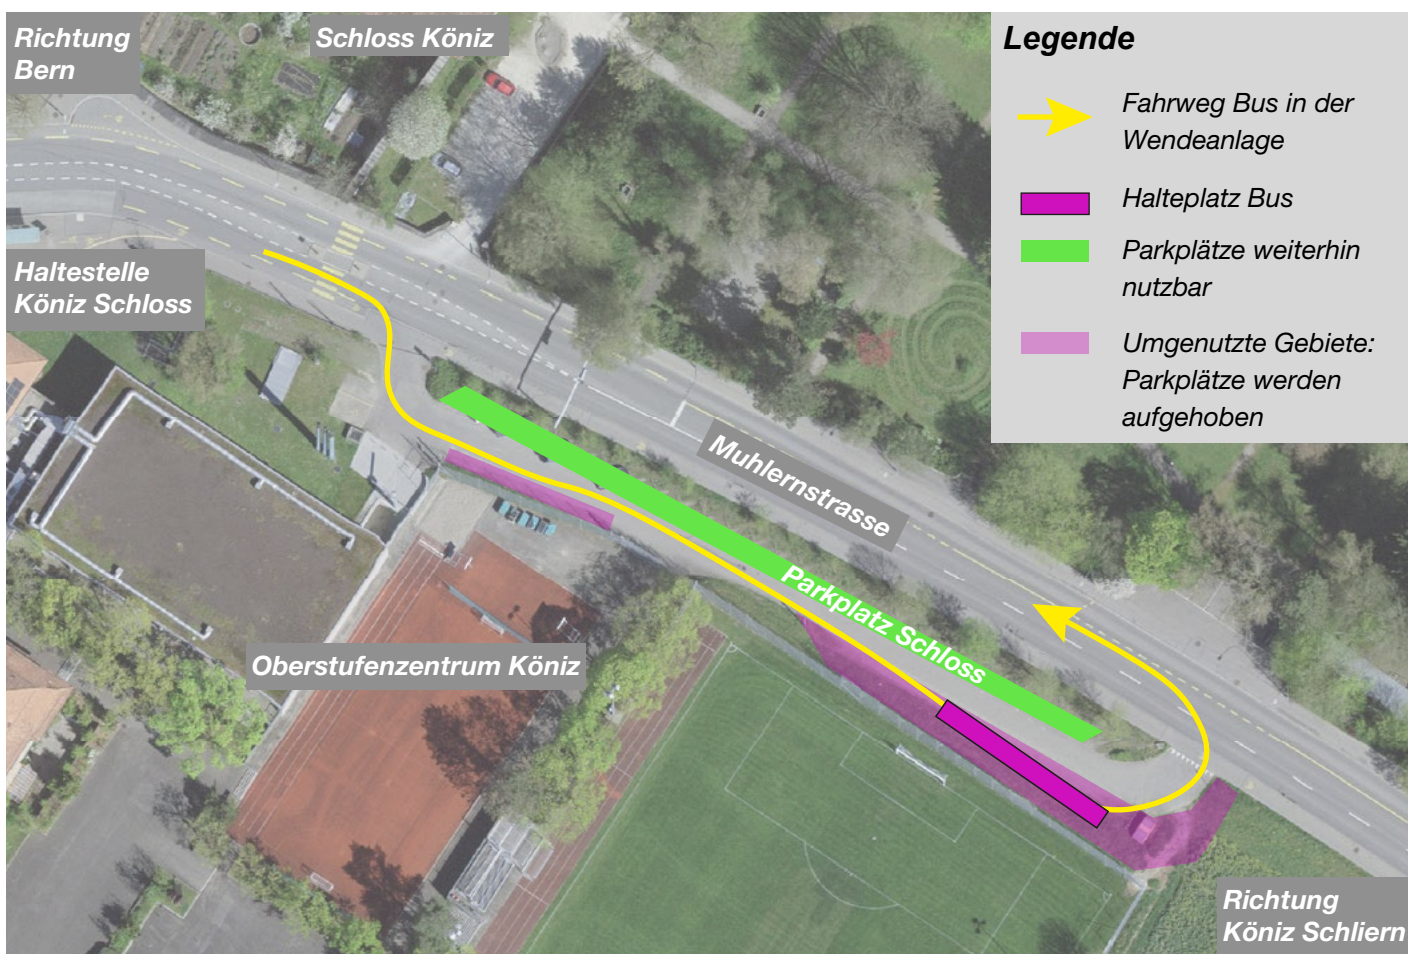 Richtung
Bern
Schloss Köniz
Legende
Fahrweg Bus in der
Wendeanlage
Halteplatz Bus
Parkplätze weiterhin
nutzbar
Umgenutzte Gebiete:
Parkplätze werden
aufgehoben
Haltestelle
Köniz Schloss
Muhlernstrasse
Parkplatz Schloss
Oberstufenzentrum Köniz
Richtung
Köniz Schliern